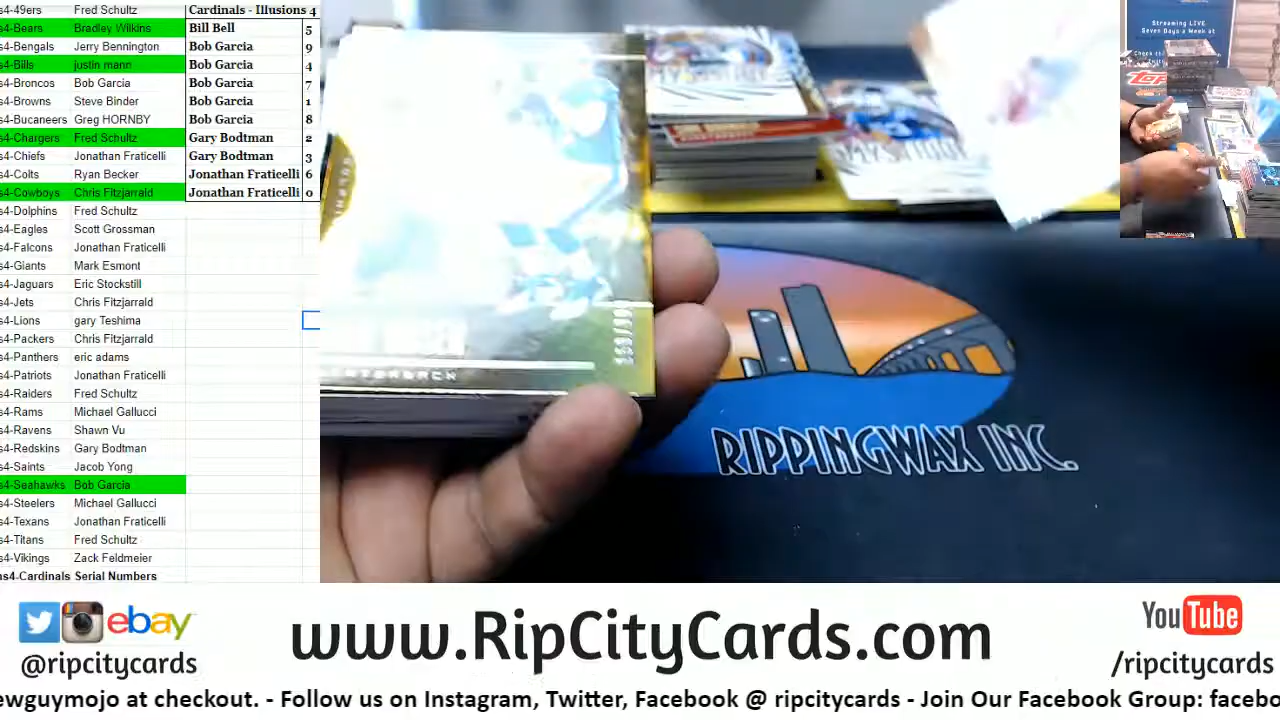 s4-49ers Fred Schultz Cardinals - Illusions 4
s4-Bears Bradley Wilkins Bill Bell 5
s4-Bengals Jerry Bennington Bob Garcia 9
s4-Bills justin mann Bob Garcia 4
s4-Broncos Bob Garcia Bob Garcia 7
s4-Browns Steve Binder Bob Garcia 1
s4-Bucaneers Greg HORNBY Bob Garcia 8
s4-Chargers Fred Schultz Gary Bodtman 2
s4-Chiefs Jonathan Fraticelli Gary Bodtman 3
s4-Colts Ryan Becker Jonathan Fraticelli 6
s4-Cowboys Chris Fitzjarrald Jonathan Fraticelli 0
s4-Dolphins Fred Schultz
s4-Eagles Scott Grossman
s4-Falcons Jonathan Fraticelli
s4-Giants Mark Esmont
s4-Jaguars Eric Stockstill
s4-Jets Chris Fitzjarrald
s4-Lions gary Teshima
s4-Packers Chris Fitzjarrald
s4-Panthers eric adams
s4-Patriots Jonathan Fraticelli
s4-Raiders Fred Schultz
s4-Rams Michael Gallucci
s4-Ravens Shawn Vu
s4-Redskins Gary Bodtman
s4-Saints Jacob Yong
s4-Seahawks Bob Garcia
s4-Steelers Michael Gallucci
s4-Texans Jonathan Fraticelli
s4-Titans Fred Schultz
s4-Vikings Zack Feldmeier
ns4-Cardinals Serial Numbers
Streaming LIVE
Seven Days a Week at
RIPPINGWAX INC.
ebay
@ripcitycards
www.RipCityCards.com
YouTube
/ripcitycards
ewguymojo at checkout. - Follow us on Instagram, Twitter, Facebook @ ripcitycards - Join Our Facebook Group: facebo